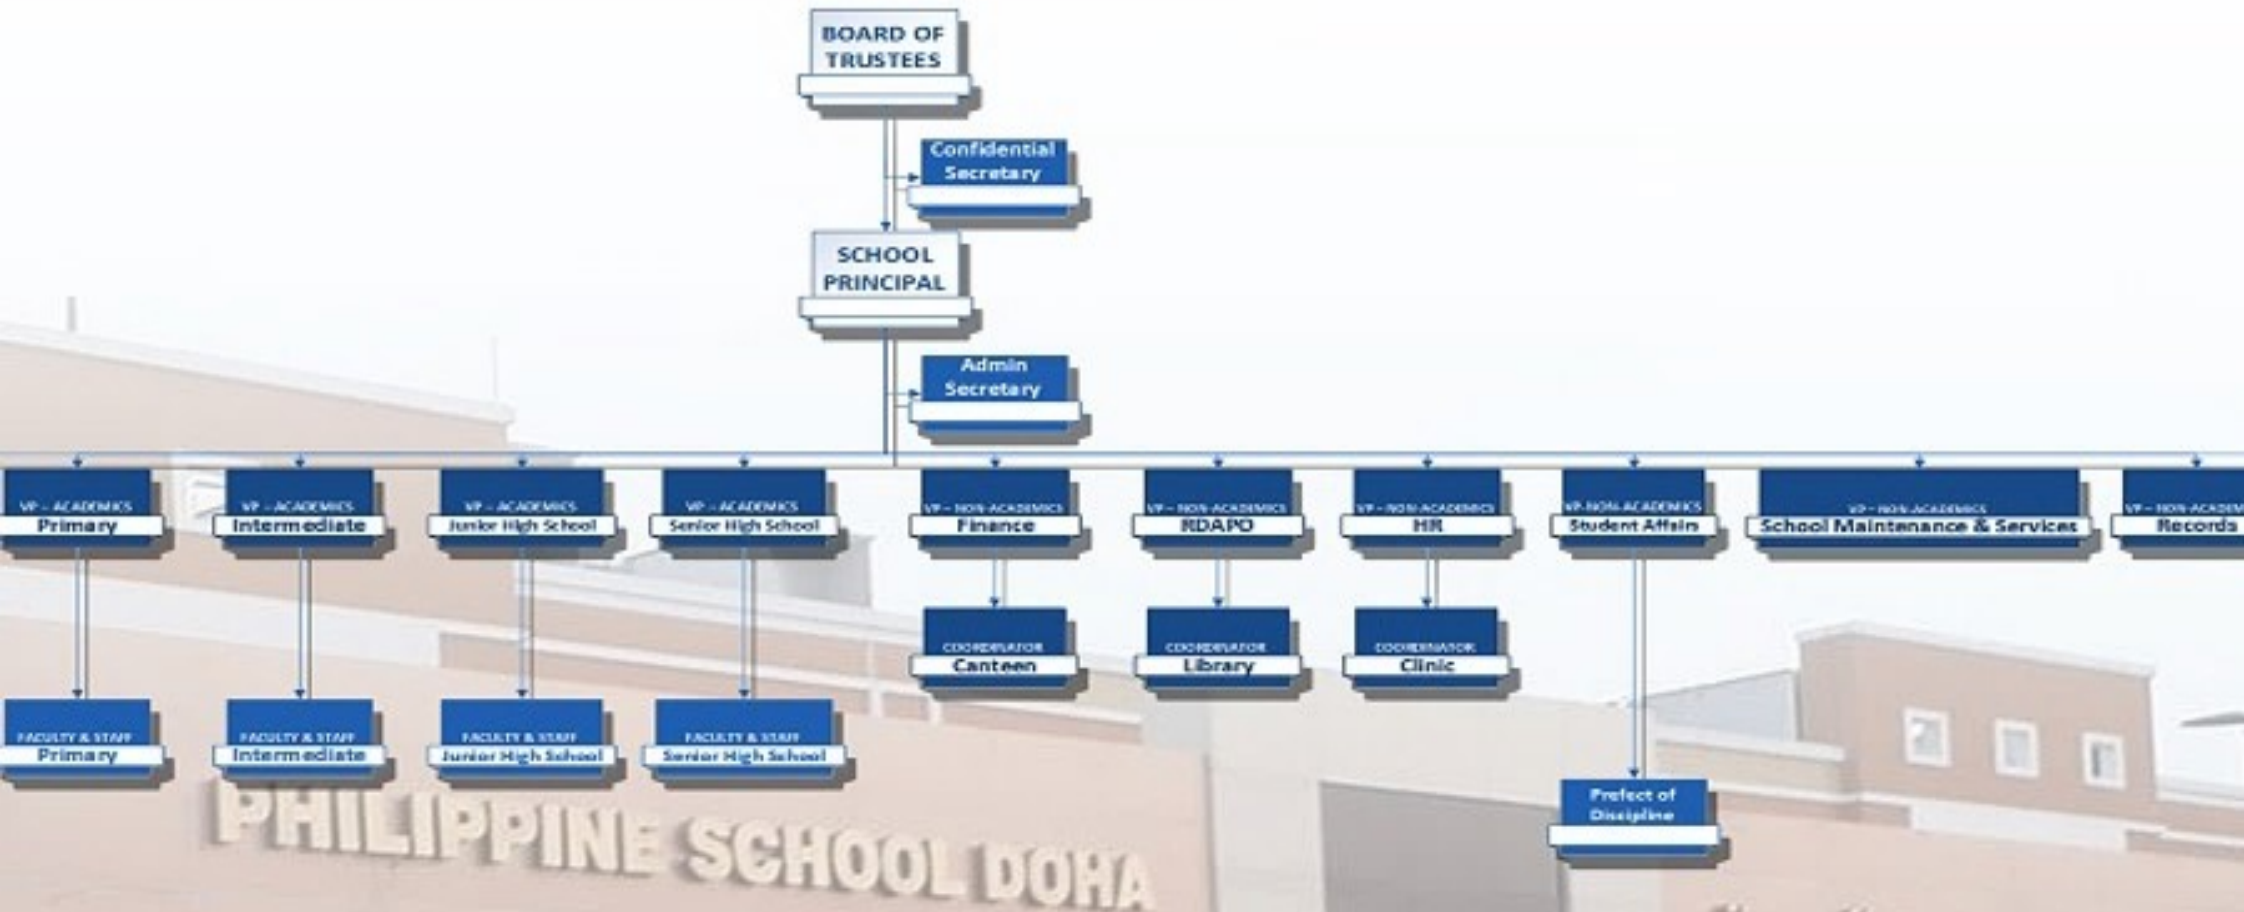 BOARD OF
TRUSTEES
Confidential
Secretary
SCHOOL
PRINCIPAL
Admin
Secretary
VP – ACADEMICS
Primary
VP – ACADEMICS
Intermediate
VP – ACADEMICS
Junior High School
VP – ACADEMICS
Senior High School
VP – NON-ACADEMICS
Finance
VP – NON-ACADEMICS
RDAPO
VP – NON-ACADEMICS
HR
VP-NON-ACADEMICS
Student Affairs
VP – NON-ACADEMICS
School Maintenance & Services
VP – NON-ACADEM
Records
COORDINATOR
Canteen
COORDINATOR
Library
COORDINATOR
Clinic
FACULTY & STAFF
Primary
FACULTY & STAFF
Intermediate
FACULTY & STAFF
Junior High School
FACULTY & STAFF
Senior High School
Prefect of
Discipline
PHILIPPINE SCHOOL DOHA